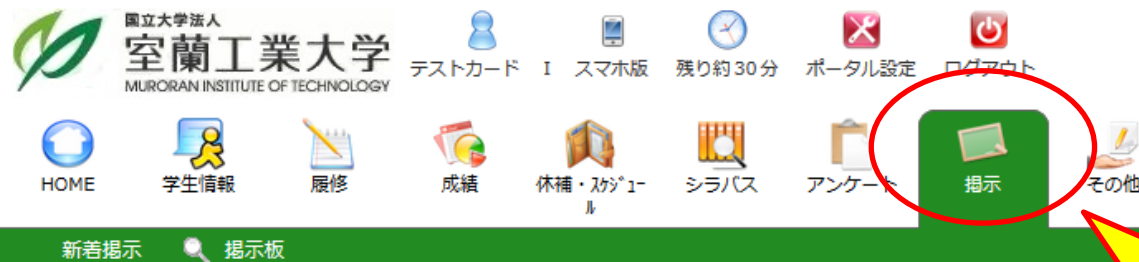 国立大学法人
室蘭工業大学
MURORAN INSTITUTE OF TECHNOLOGY
テストカード I スマホ版 残り約30分 ポータル設定 ログアウト
HOME 学生情報 履修 成績 休補・ｽｹｼﾞｭｰ
ﾙ
シラバス アンケート 掲示 その他
新着掲示 掲示板